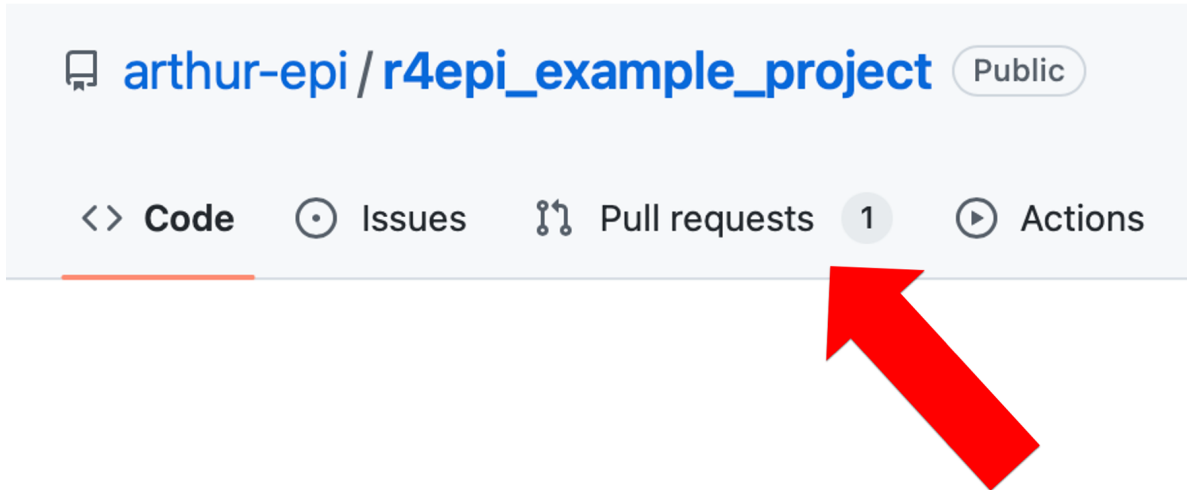 arthur-epi / r4epi_example_project Public
Code Issues Pull requests 1 Actions